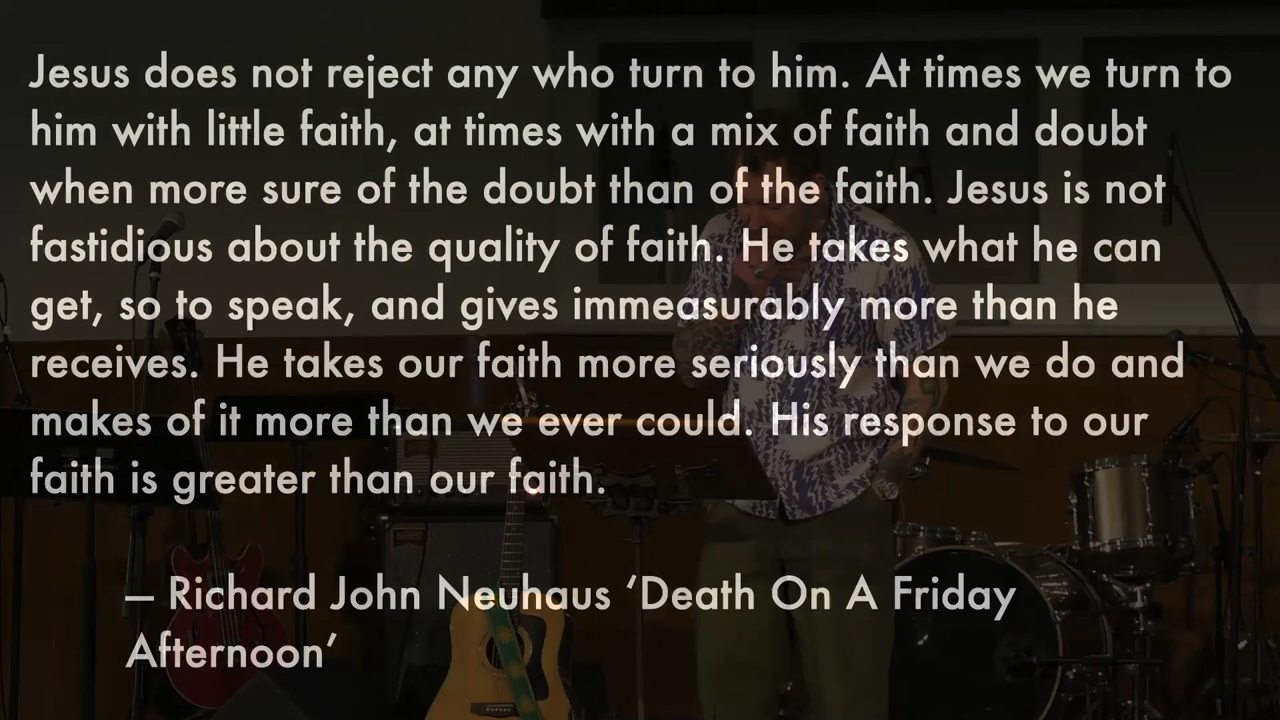 Jesus does not reject any who turn to him. At times we turn to
him with little faith, at times with a mix of faith and doubt
when more sure of the doubt than of the faith. Jesus is not
fastidious about the quality of faith. He takes what he can
get, so to speak, and gives immeasurably more than he
receives. He takes our faith more seriously than we do and
makes of it more than we ever could. His response to our
faith is greater than our faith.
— Richard John Neuhaus ‘Death On A Friday
Afternoon’